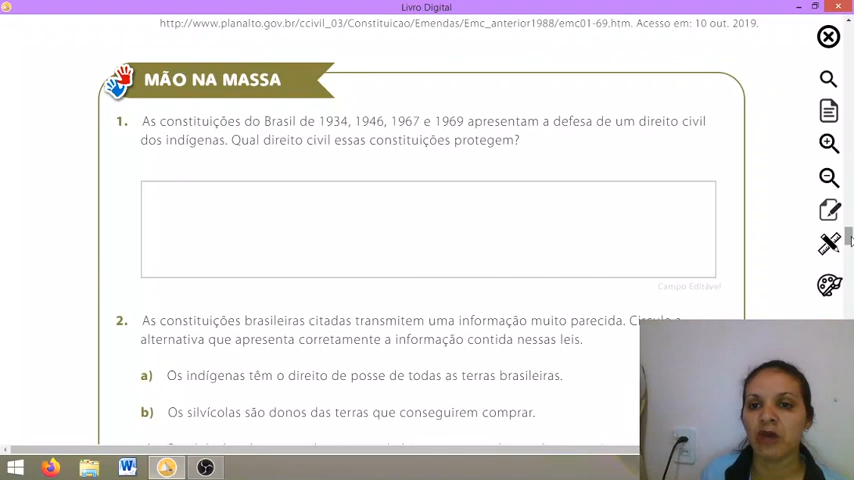 Livro Digital
http://www.planalto.gov.br/ccivil_03/Constituicao/Emendas/Emc_anterior1988/emc01-69.htm. Acesso em: 10 out. 2019.
MÃO NA MASSA
1. As constituições do Brasil de 1934, 1946, 1967 e 1969 apresentam a defesa de um direito civil
dos indígenas. Qual direito civil essas constituições protegem?
Campo Editável
2. As constituições brasileiras citadas transmitem uma informação muito parecida. Circule a
alternativa que apresenta corretamente a informação contida nessas leis.
a) Os indígenas têm o direito de posse de todas as terras brasileiras.
b) Os silvícolas são donos das terras que conseguirem comprar.